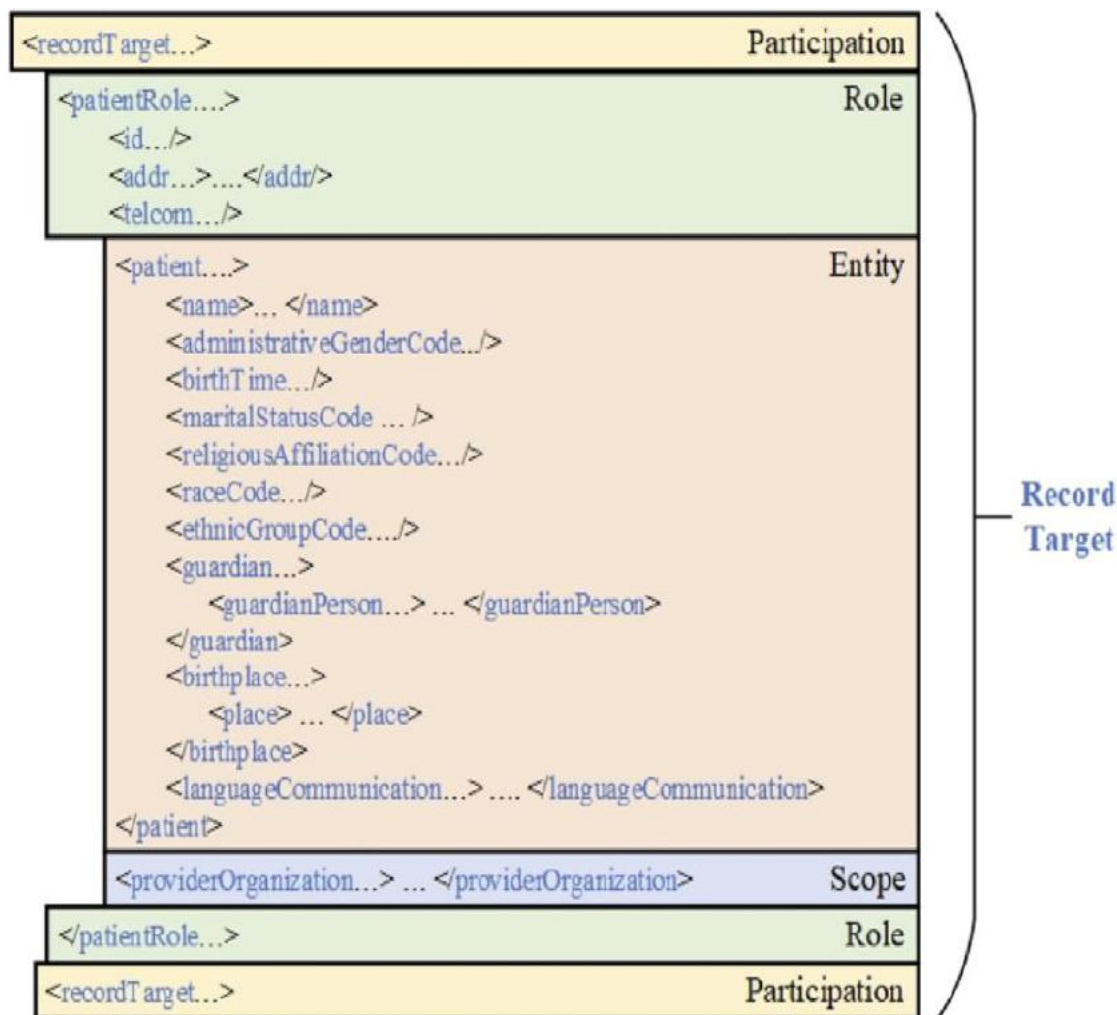 <recordTarget...> Participation
<patientRole....> Role
<id.../>
<addr...>....</addr/>
<telcom.../>
<patient....> Entity
<name>... </name>
<administrativeGenderCode.../>
<birthTime.../>
<maritalStatusCode ... />
<religiousAffiliationCode.../>
<raceCode.../>
<ethnicGroupCode..../>
<guardian...>
<guardianPerson...> ... </guardianPerson>
</guardian>
<birthplace...>
<place> ... </place>
</birthplace>
<languageCommunication...> .... </languageCommunication>
</patient>
<providerOrganization...> ... </providerOrganization> Scope
</patientRole...> Role
<recordTarget...> Participation
Record
Target